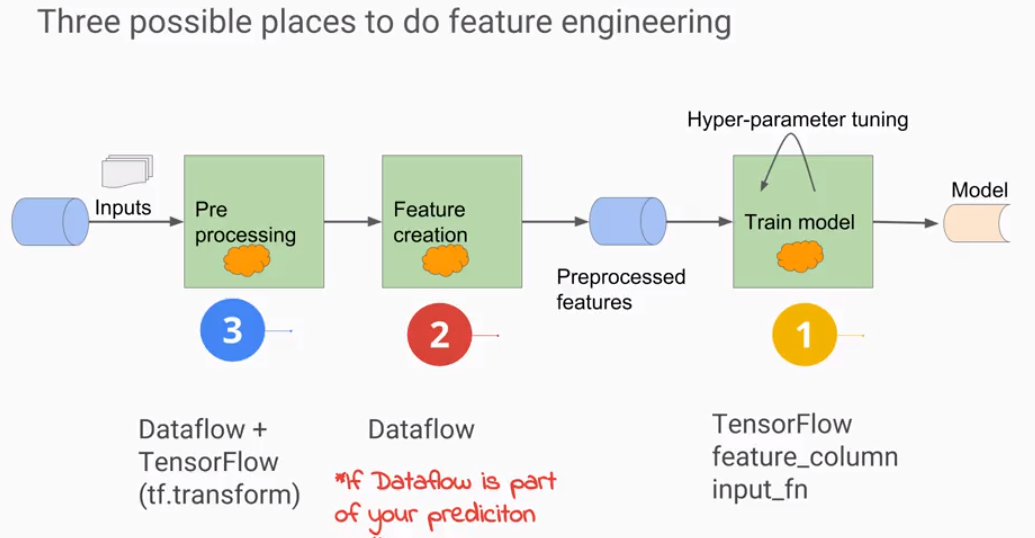 Three possible places to do feature engineering
Hyper-parameter tuning
Inputs
Pre
processing
Feature
creation
Preprocessed
features
Train model
Model
3
2
1
Dataflow +
TensorFlow
(tf.transform)
Dataflow
*If Dataflow is part
of your prediciton
TensorFlow
feature_column
input_fn